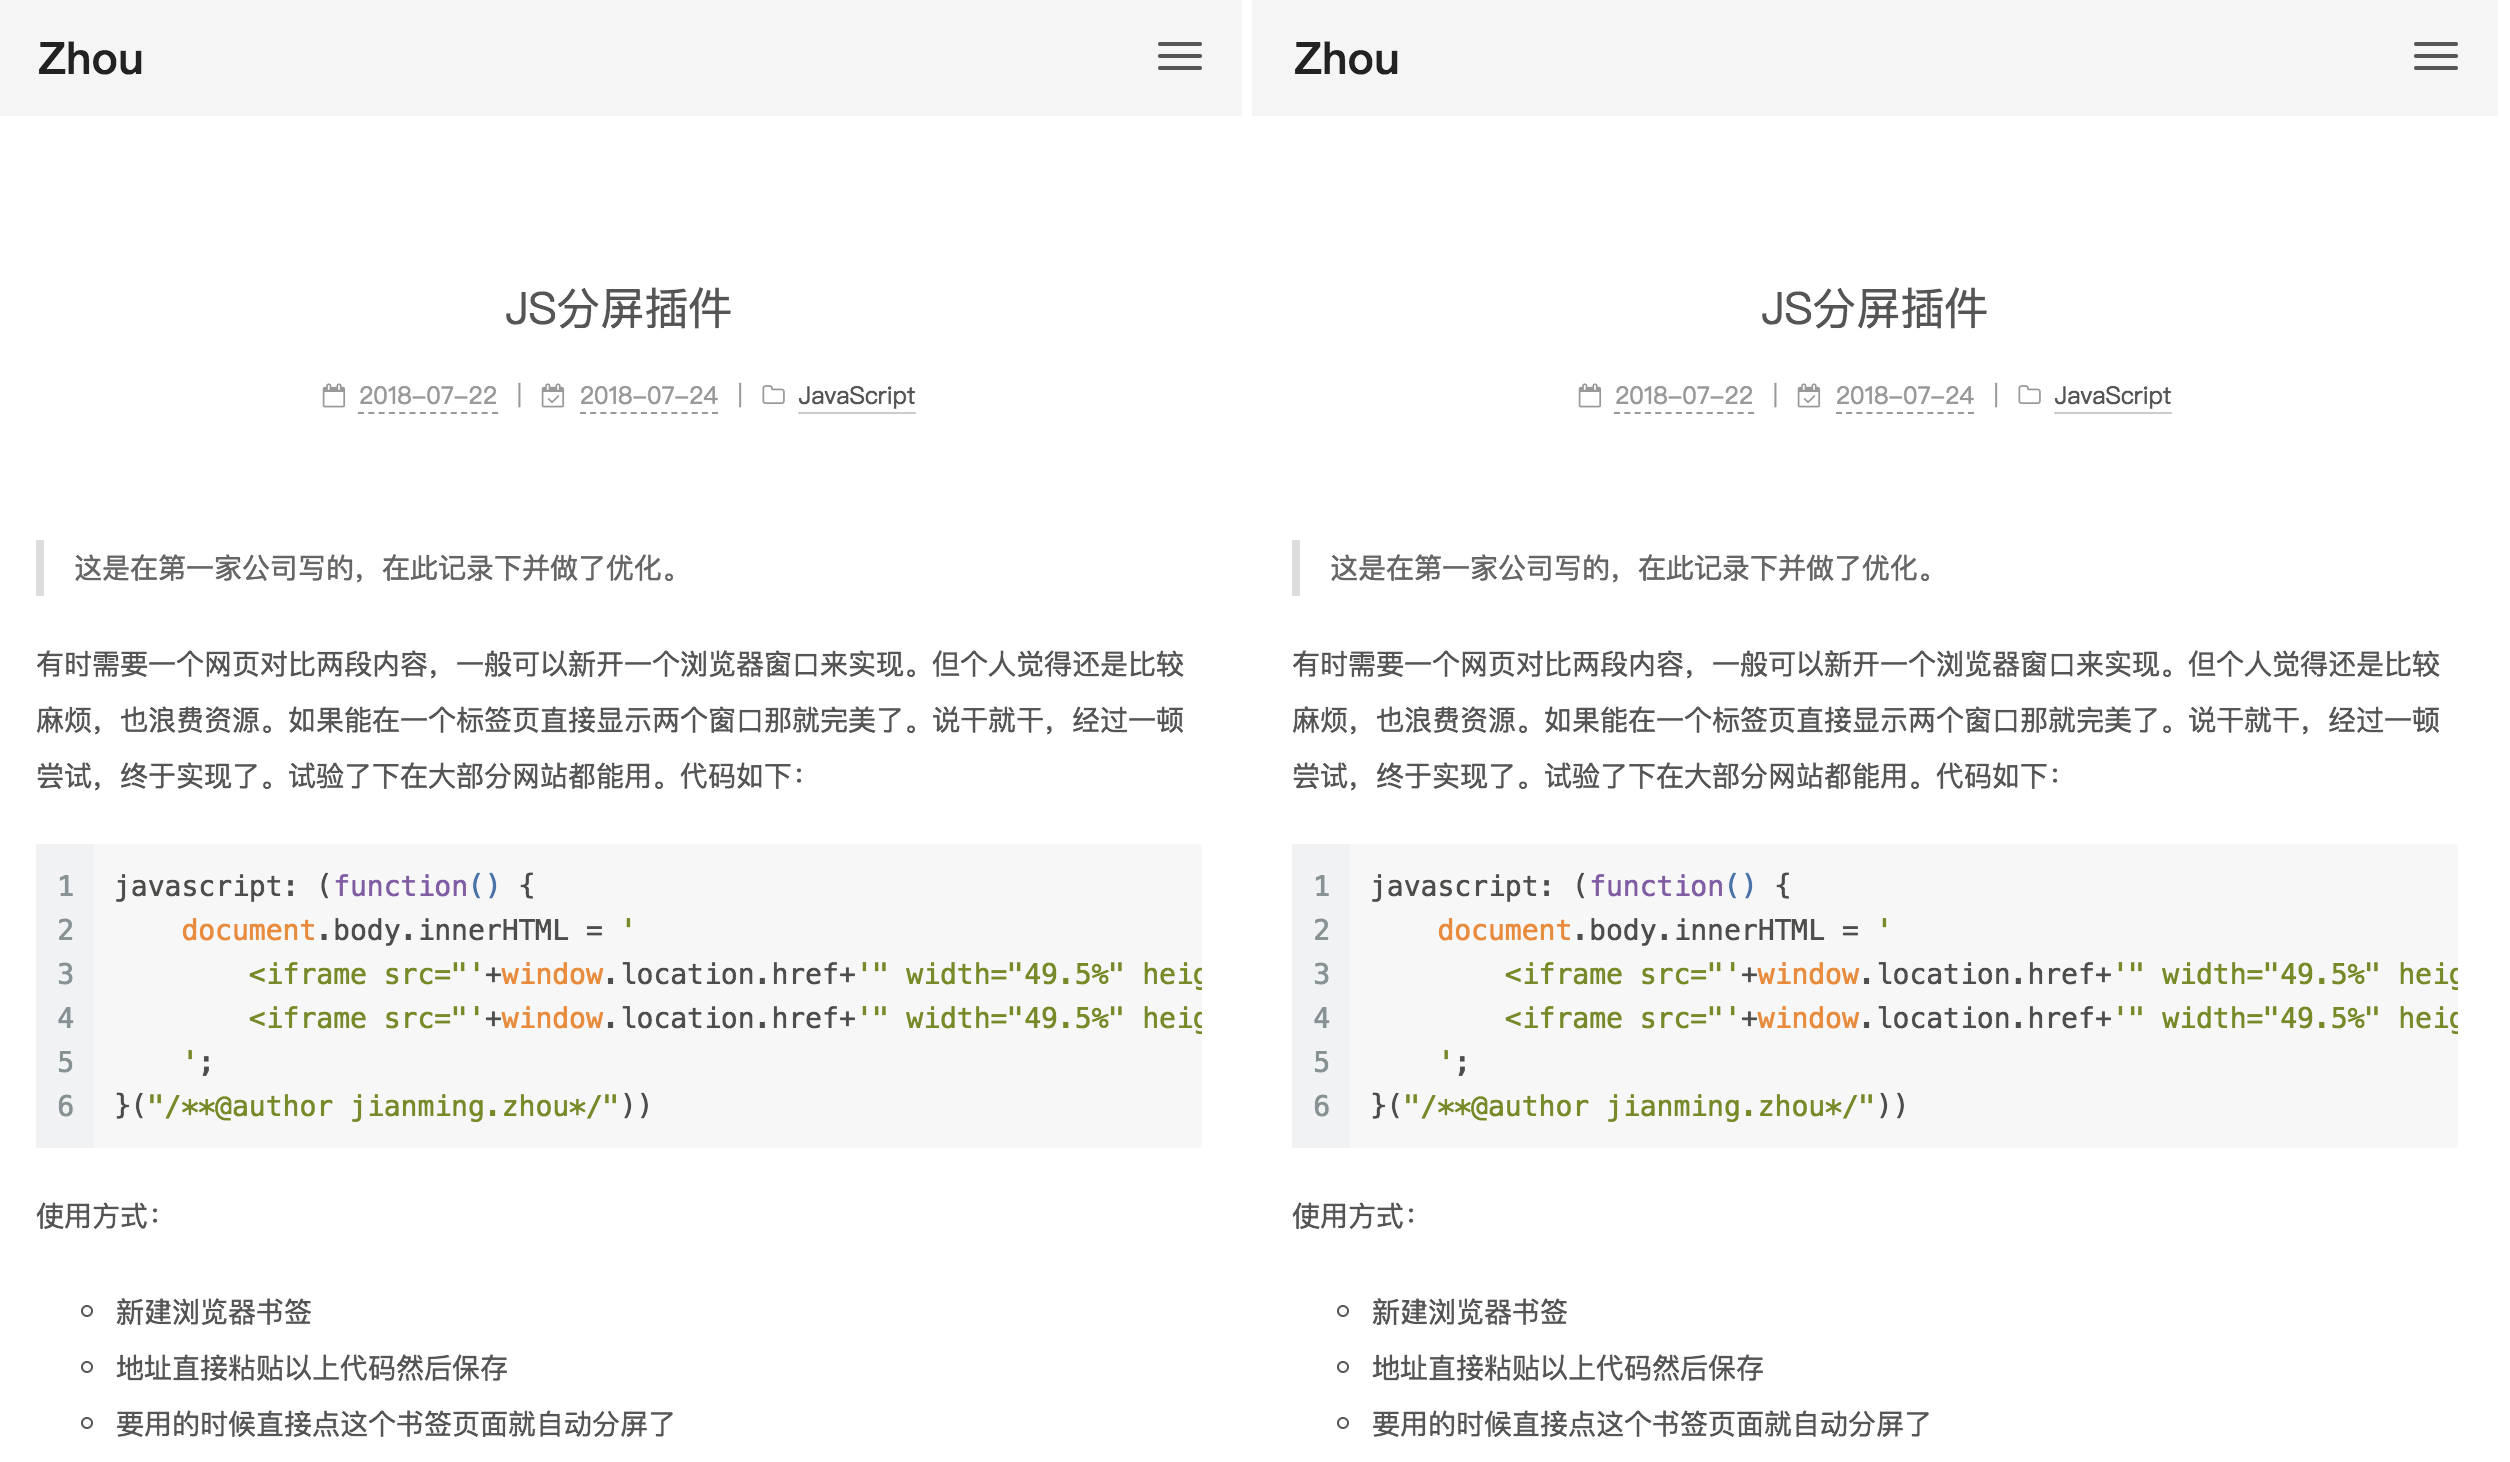 Zhou
JS分屏插件
2018-07-22 | 2018-07-24 | JavaScript
这是在第一家公司写的，在此记录下并做了优化。
有时需要一个网页对比两段内容，一般可以新开一个浏览器窗口来实现。但个人觉得还是比较
麻烦，也浪费资源。如果能在一个标签页直接显示两个窗口那就完美了。说干就干，经过一顿
尝试，终于实现了。试验了下在大部分网站都能用。代码如下：
1 javascript: (function() {
2     document.body.innerHTML = '
3         <iframe src="'+window.location.href+'" width="49.5%" heig
4         <iframe src="'+window.location.href+'" width="49.5%" heig
5     ';
6 }("/**@author jianming.zhou*/"))
使用方式：
新建浏览器书签
地址直接粘贴以上代码然后保存
要用的时候直接点这个书签页面就自动分屏了
Zhou
JS分屏插件
2018-07-22 | 2018-07-24 | JavaScript
这是在第一家公司写的，在此记录下并做了优化。
有时需要一个网页对比两段内容，一般可以新开一个浏览器窗口来实现。但个人觉得还是比较
麻烦，也浪费资源。如果能在一个标签页直接显示两个窗口那就完美了。说干就干，经过一顿
尝试，终于实现了。试验了下在大部分网站都能用。代码如下：
1 javascript: (function() {
2     document.body.innerHTML = '
3         <iframe src="'+window.location.href+'" width="49.5%" heig
4         <iframe src="'+window.location.href+'" width="49.5%" heig
5     ';
6 }("/**@author jianming.zhou*/"))
使用方式：
新建浏览器书签
地址直接粘贴以上代码然后保存
要用的时候直接点这个书签页面就自动分屏了